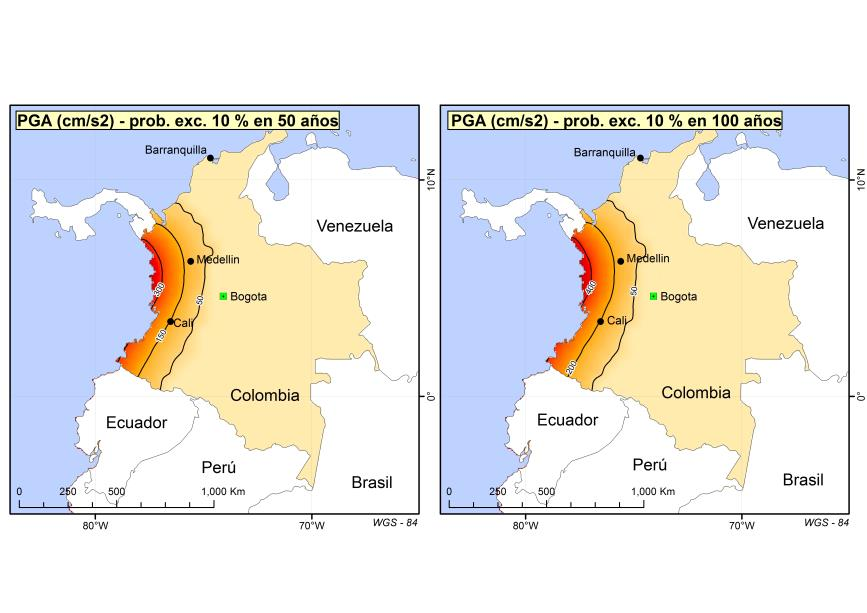 PGA (cm/s2) - prob. exc. 10 % en 50 años
Barranquilla
10°N
Venezuela
Medellin
300
50
Bogota
150
Cali
Colombia
0°
Ecuador
Perú
Brasil
0 250 500 1,000 Km
80°W 70°W
WGS - 84
PGA (cm/s2) - prob. exc. 10 % en 100 años
Barranquilla
10°N
Venezuela
Medellin
400
50
Bogota
Cali
200
Colombia
0°
Ecuador
Perú
Brasil
0 250 500 1,000 Km
80°W 70°W
WGS - 84